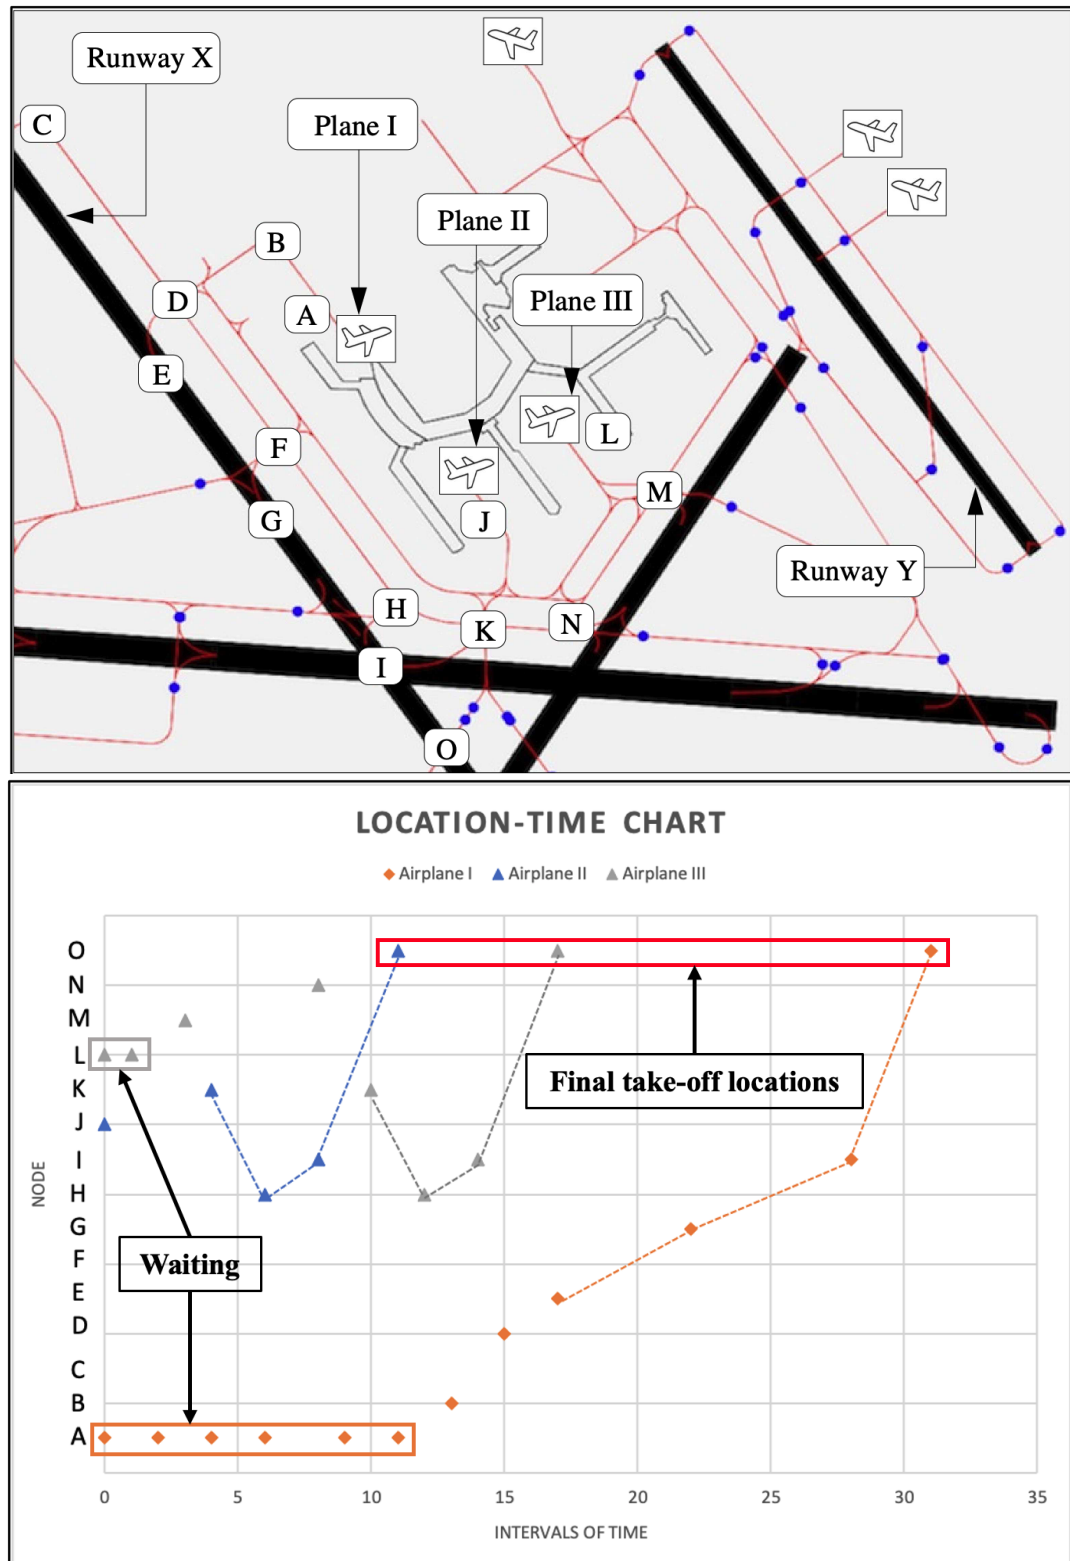 Runway X
C
Plane I
Plane II
B
Plane III
D
A
E
F
L
M
G
J
Runway Y
H
K
N
I
O
LOCATION-TIME CHART
Airplane I
Airplane II
Airplane III
O
N
M
L
K
J
I
H
G
F
E
D
C
B
A
NODE
Final take-off locations
Waiting
0
5
10
15
20
25
30
35
INTERVALS OF TIME